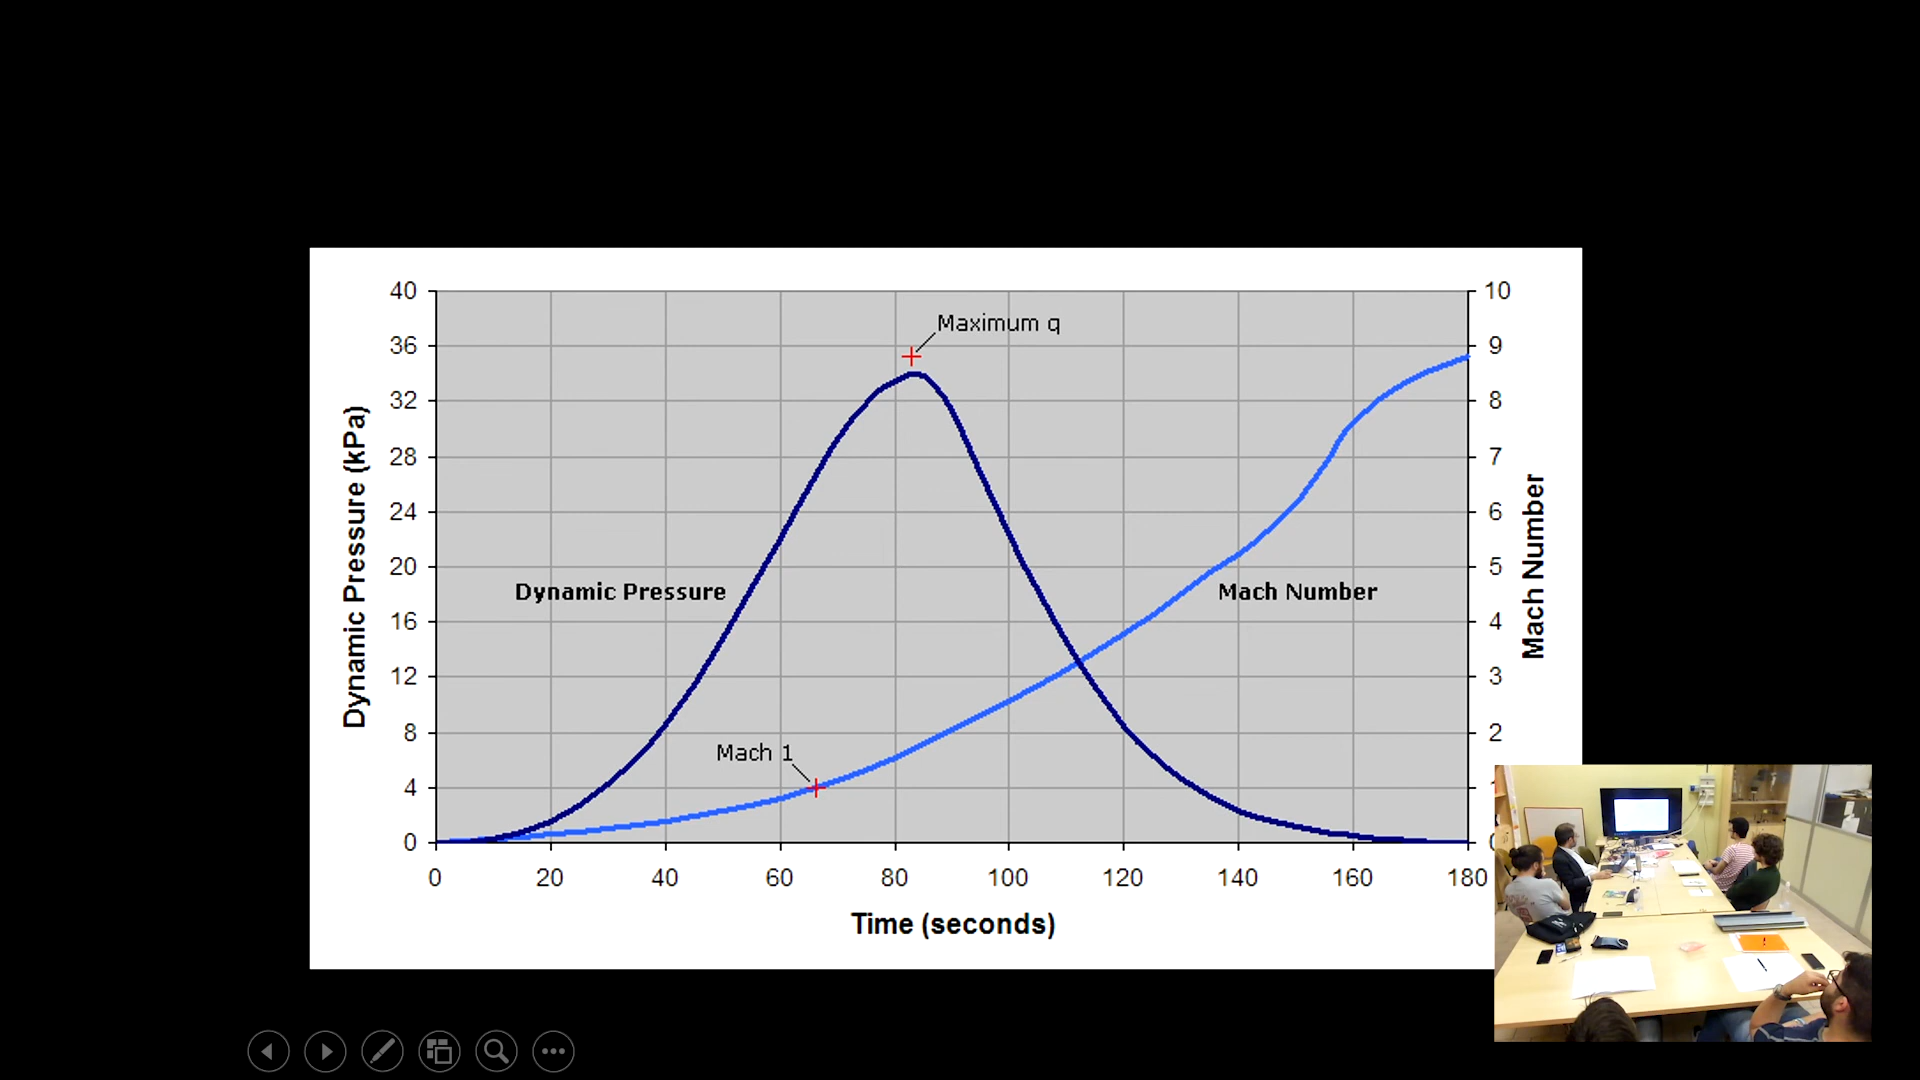 40
36
32
28
24
20
16
12
8
4
0
Dynamic Pressure (kPa)
Maximum q
Dynamic Pressure
Mach Number
Mach 1
10
9
8
7
6
5
4
3
2
Mach Number
0 20 40 60 80 100 120 140 160 180
Time (seconds)